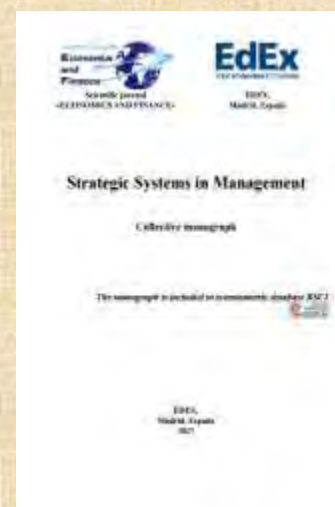 Economics
and
Finance
EdEx
Scientific journal
«ECONOMICS AND FINANCE»
EDEX,
Madrid, España
Strategic Systems in Management
Collective monograph
The monograph is included in scientometric database RSCI
EDEX,
Madrid, España